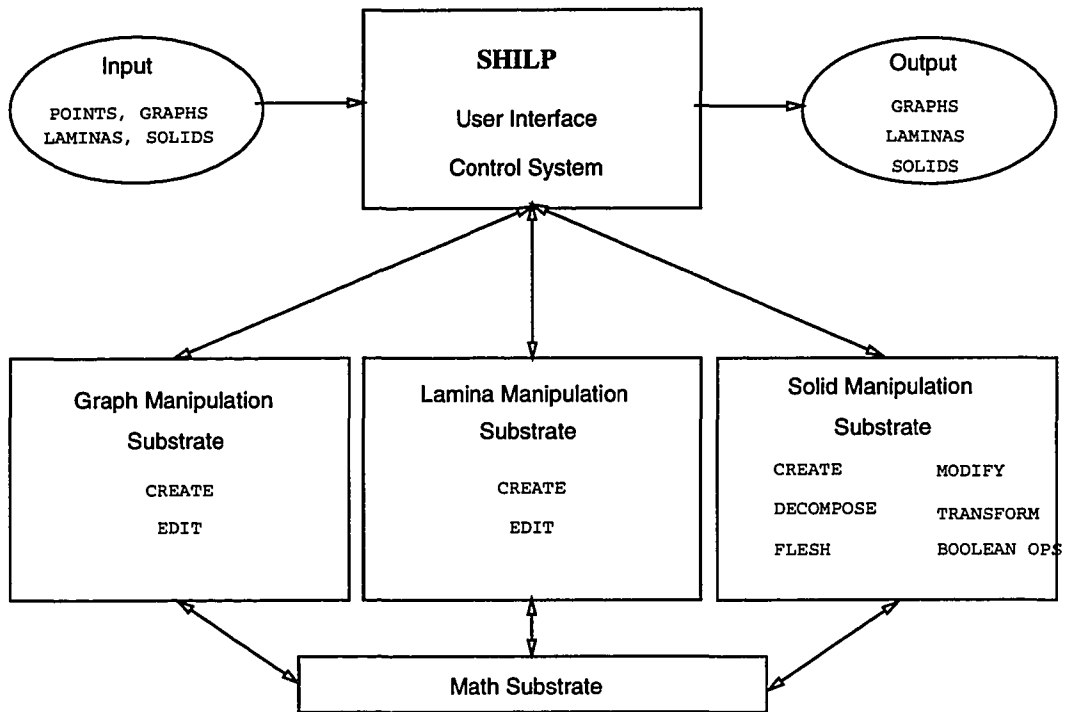 Input
POINTS, GRAPHS
LAMINAS, SOLIDS
SHILP
User Interface
Control System
Output
GRAPHS
LAMINAS
SOLIDS
Graph Manipulation
Substrate
CREATE
EDIT
Lamina Manipulation
Substrate
CREATE
EDIT
Solid Manipulation
Substrate
CREATE MODIFY
DECOMPOSE TRANSFORM
FLESH BOOLEAN OPS
Math Substrate